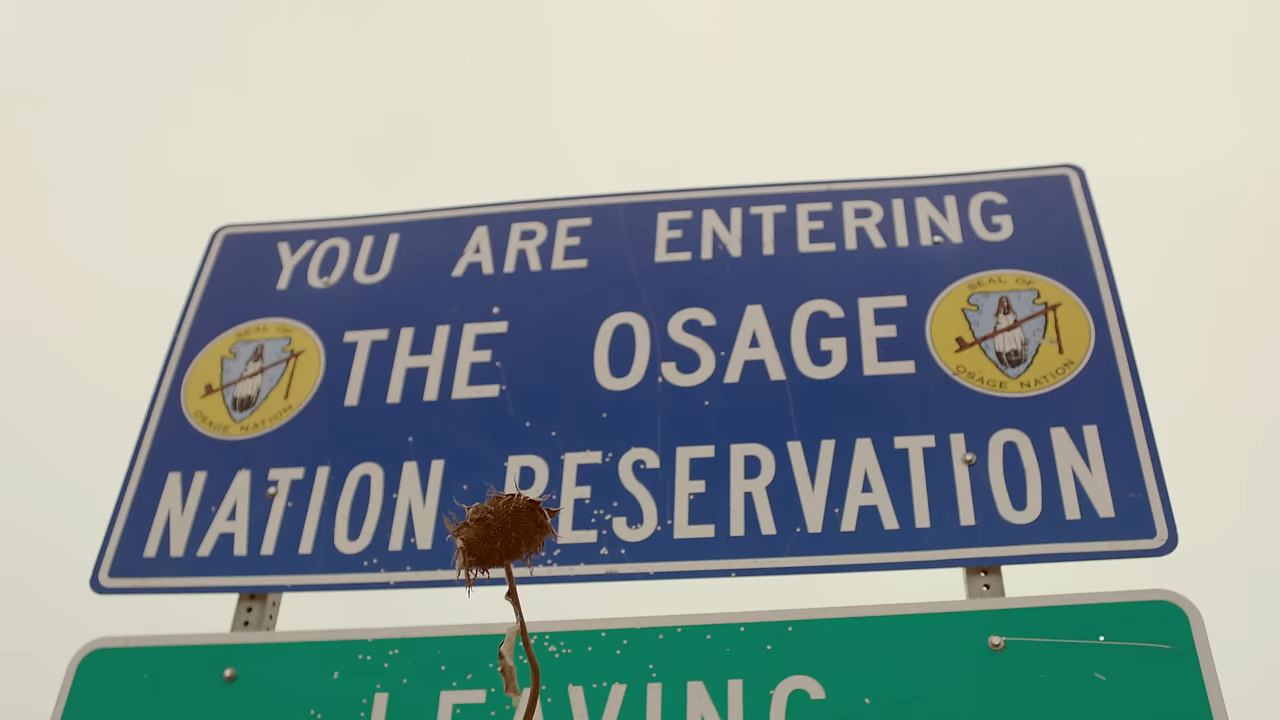 YOU ARE ENTERING
THE OSAGE
NATION RESERVATION
SEAL OF
OSAGE NATION
SEAL OF
OSAGE NATION
LEAVING